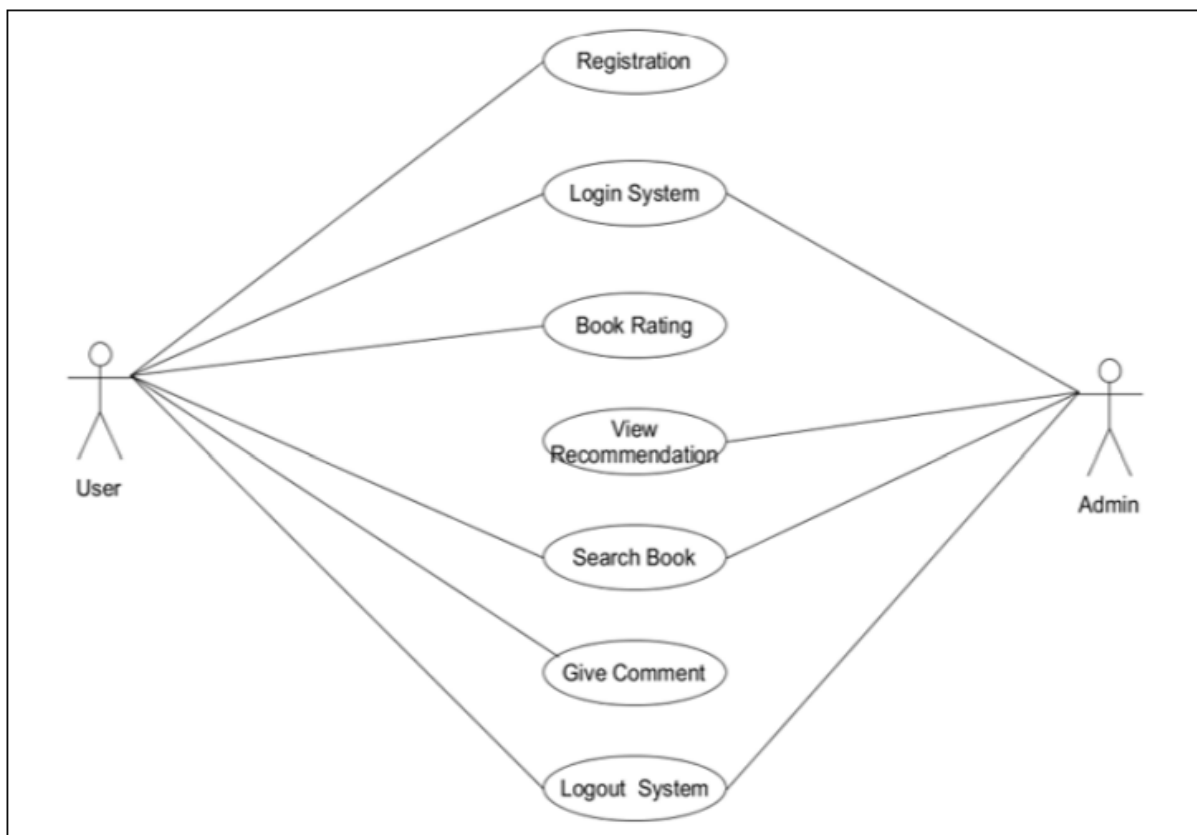 Registration
Login System
Book Rating
View
Recommendation
User
Admin
Search Book
Give Comment
Logout System